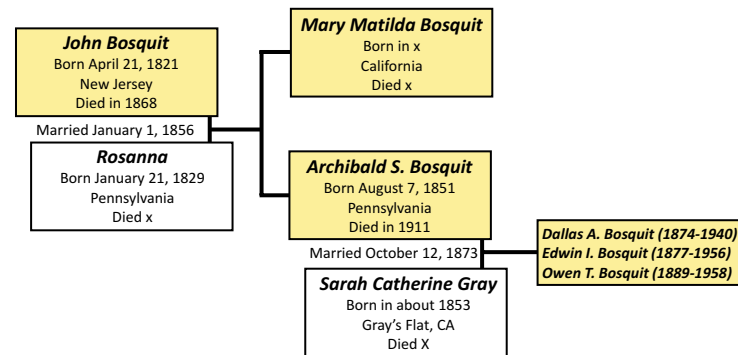 John Bosquit
Born April 21, 1821
New Jersey
Died in 1868
Married January 1, 1856
Rosanna
Born January 21, 1829
Pennsylvania
Died x
Mary Matilda Bosquit
Born in x
California
Died x
Archibald S. Bosquit
Born August 7, 1851
Pennsylvania
Died in 1911
Married October 12, 1873
Sarah Catherine Gray
Born in about 1853
Gray’s Flat, CA
Died X
Dallas A. Bosquit (1874-1940)
Edwin I. Bosquit (1877-1956)
Owen T. Bosquit (1889-1958)